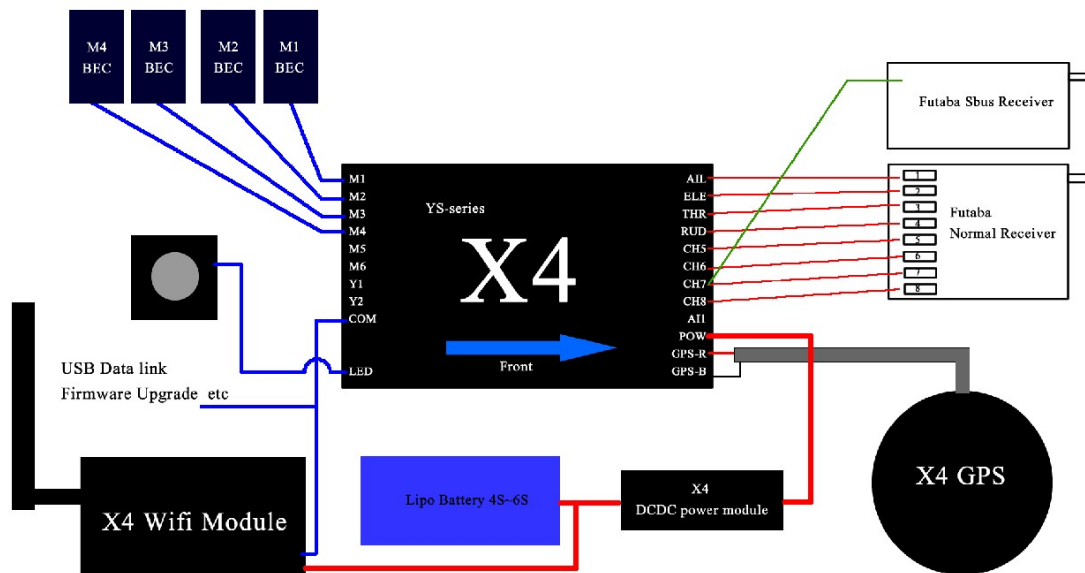 M4
BEC
M3
BEC
M2
BEC
M1
BEC
Futaba Sbus Receiver
M1
M2
M3
M4
M5
M6
Y1
Y2
COM
LED
YS-series
X4
Front
AIL
ELE
THR
RUD
CH5
CH6
CH7
CH8
AI1
POW
GPS-R
GPS-B
1
2
3
4
5
6
7
8
Futaba
Normal Receiver
USB Data link
Firmware Upgrade etc
X4 Wifi Module
Lipo Battery 4S~6S
X4
DCDC power module
X4 GPS